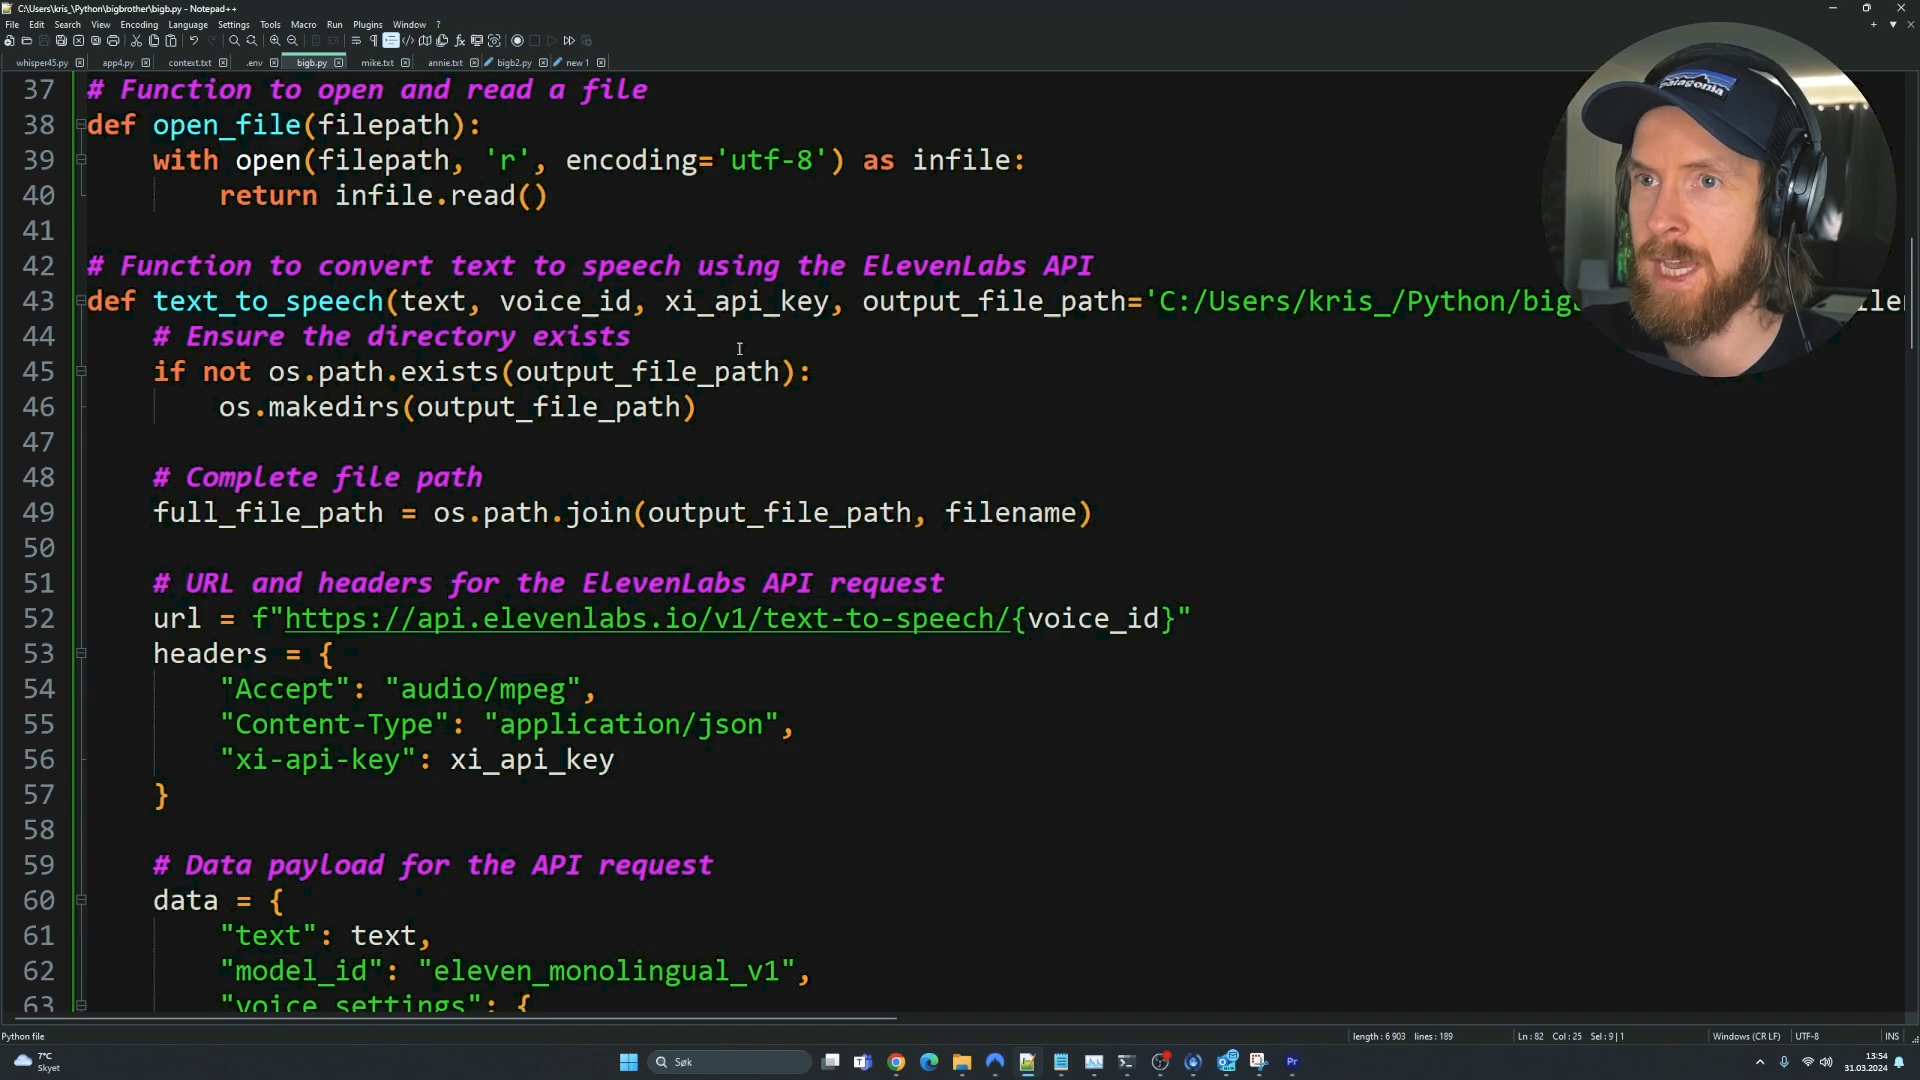 C:\Users\kris_\Python\bigbrother\bigb.py - Notepad++
File Edit Search View Encoding Language Settings Tools Macro Run Plugins Window ?
whisper45.py app4.py context.txt .env bigb.py mike.txt annie.txt bigb2.py new 1
37 # Function to open and read a file
38 def open_file(filepath):
39 with open(filepath, 'r', encoding='utf-8') as infile:
40 return infile.read()
41
42 # Function to convert text to speech using the ElevenLabs API
43 def text_to_speech(text, voice_id, xi_api_key, output_file_path='C:/Users/kris_/Python/big
44 # Ensure the directory exists
45 if not os.path.exists(output_file_path):
46 os.makedirs(output_file_path)
47
48 # Complete file path
49 full_file_path = os.path.join(output_file_path, filename)
50
51 # URL and headers for the ElevenLabs API request
52 url = f"https://api.elevenlabs.io/v1/text-to-speech/{voice_id}"
53 headers = {
54 "Accept": "audio/mpeg",
55 "Content-Type": "application/json",
56 "xi-api-key": xi_api_key
57 }
58
59 # Data payload for the API request
60 data = {
61 "text": text,
62 "model_id": "eleven_monolingual_v1",
63 "voice_settings": {
patagonia
Python file length : 6 903 lines : 189 Ln : 82 Col : 25 Sel : 9 | 1 Windows (CR LF) UTF-8 INS
7°C
Skyet
Søk
Pr
13:54
31.03.2024